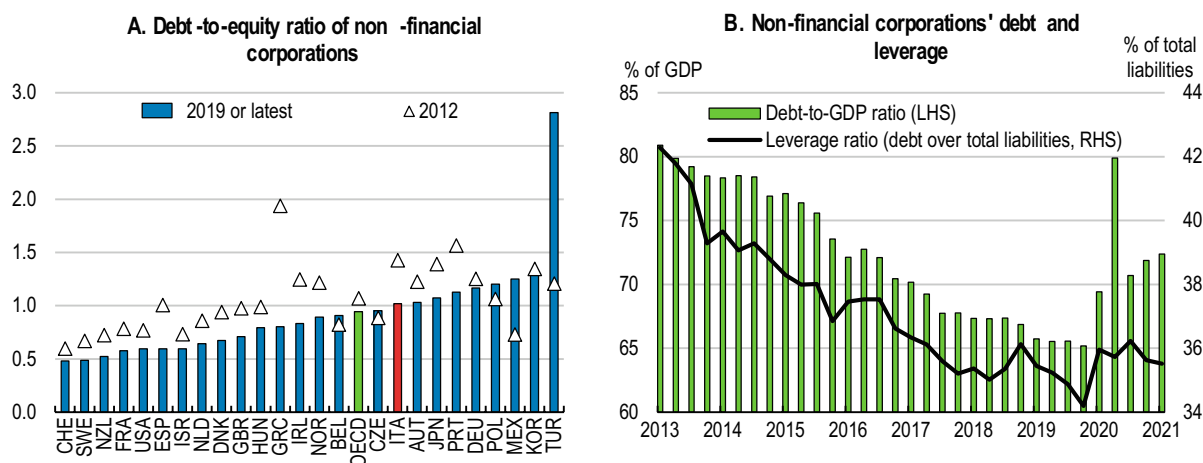 A. Debt -to-equity ratio of non -financial
corporations
3.0
2.5
2.0
1.5
1.0
0.5
0.0
2019 or latest
2012
CHE
SWE
NZL
FRA
USA
ESP
ISR
NLD
DNK
GBR
HUN
GRC
IRL
NOR
BEL
OECD
CZE
ITA
AUT
JPN
PRT
DEU
POL
MEX
KOR
TUR
B. Non-financial corporations' debt and
leverage
% of GDP
% of total
liabilities
85
80
75
70
65
60
Debt-to-GDP ratio (LHS)
Leverage ratio (debt over total liabilities, RHS)
44
42
40
38
36
34
2013 2014 2015 2016 2017 2018 2019 2020 2021